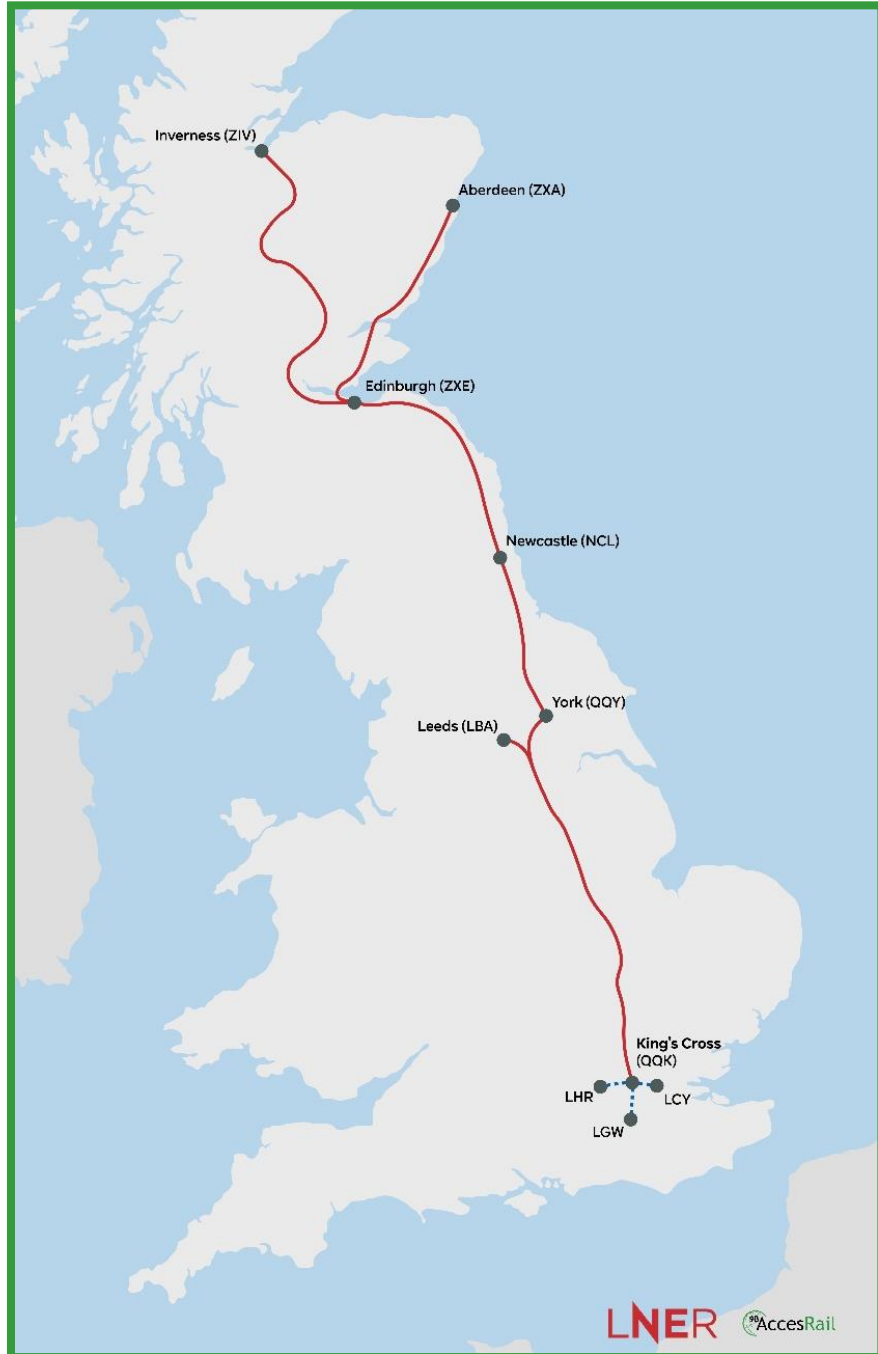 Inverness (ZIV)
Aberdeen (ZXA)
Edinburgh (ZXE)
Newcastle (NCL)
York (QQY)
Leeds (LBA)
King's Cross
(QQK)
LHR
LCY
LGW
LNER
9B AccesRail